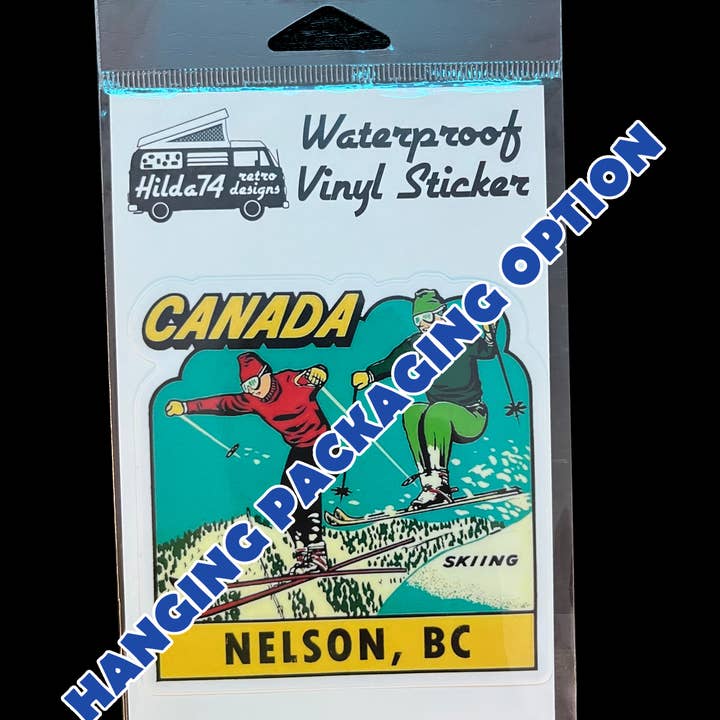 Waterproof
Vinyl Sticker
Hilda74 retro
designs
CANADA
SKIING
NELSON, BC
HANGING PACKAGING OPTION